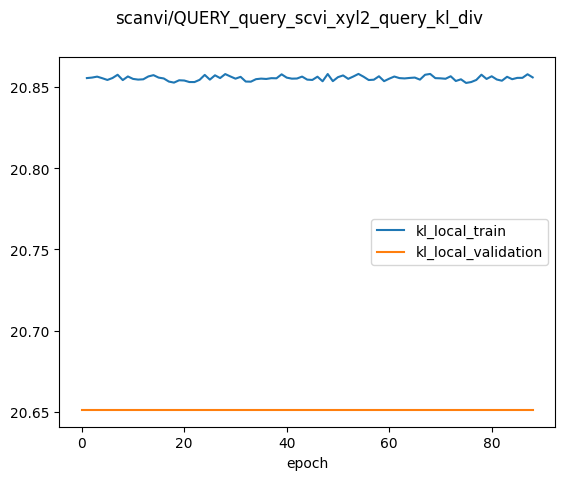 scanvi/QUERY_query_scvi_xyl2_query_kl_div
20.85
20.80
20.75
20.70
20.65
kl_local_train
kl_local_validation
0 20 40 60 80
epoch